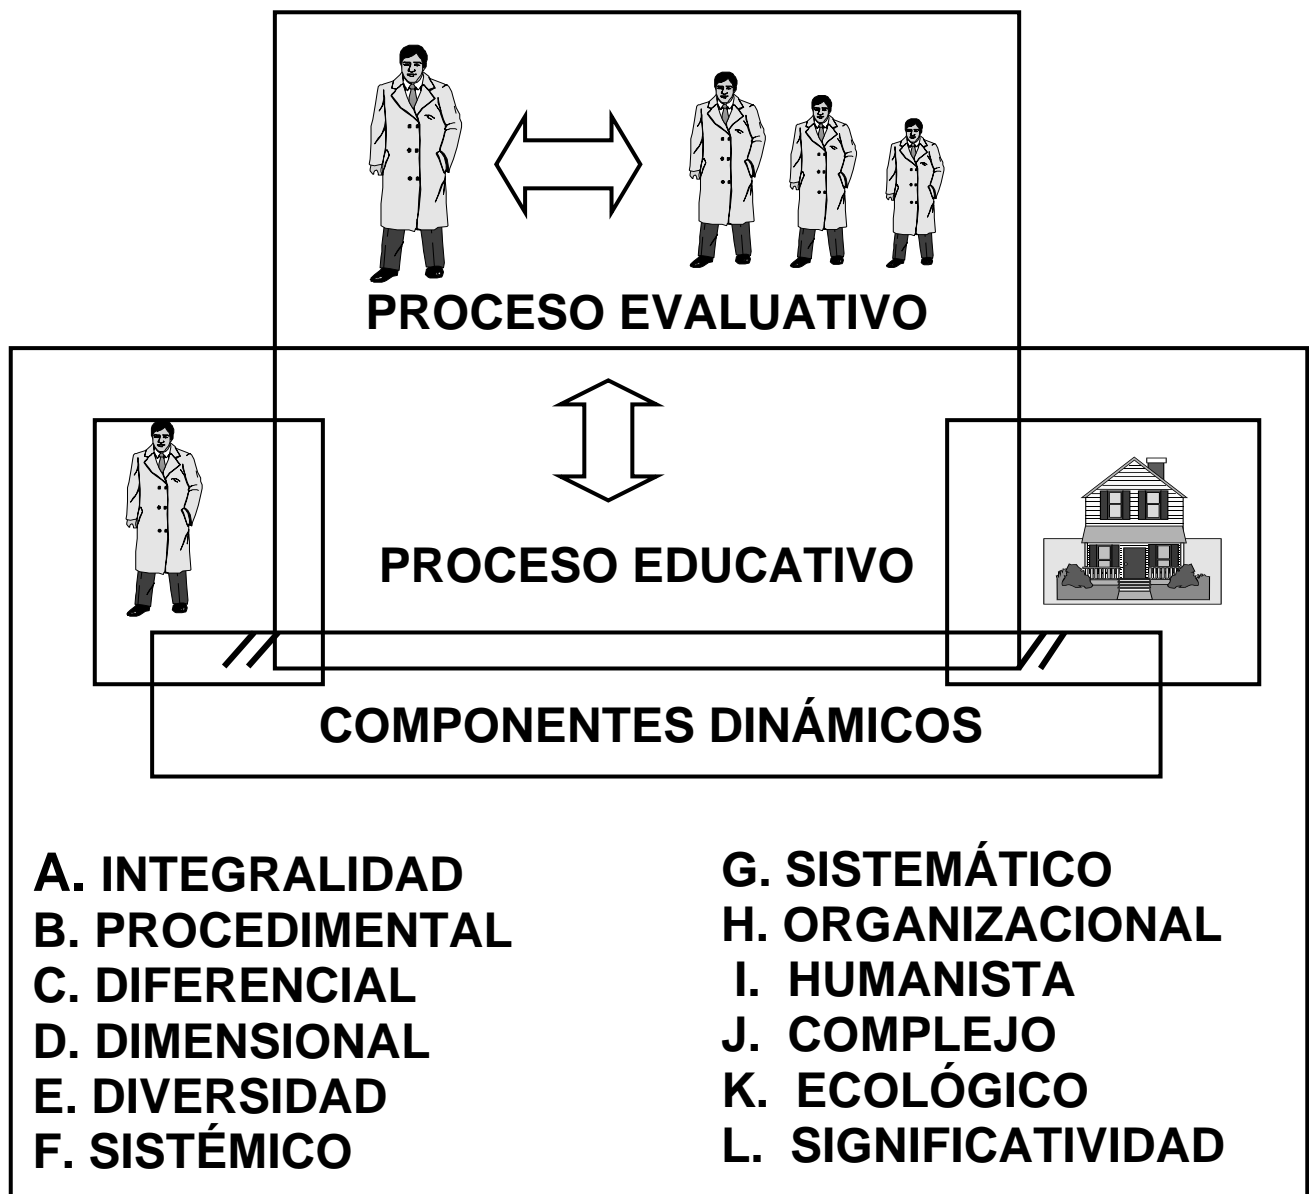 PROCESO EVALUATIVO
PROCESO EDUCATIVO
COMPONENTES DINÁMICOS
A. INTEGRALIDAD
B. PROCEDIMENTAL
C. DIFERENCIAL
D. DIMENSIONAL
E. DIVERSIDAD
F. SISTÉMICO
G. SISTEMÁTICO
H. ORGANIZACIONAL
I. HUMANISTA
J. COMPLEJO
K. ECOLÓGICO
L. SIGNIFICATIVIDAD